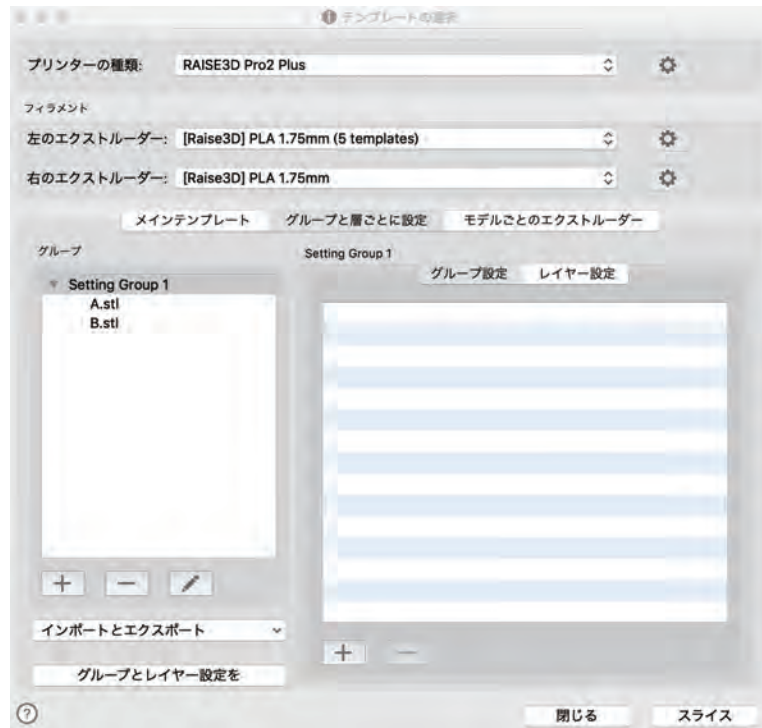 テンプレートの選択
プリンターの種類: RAISE3D Pro2 Plus
フィラメント
左のエクストルーダー: [Raise3D] PLA 1.75mm (5 templates)
右のエクストルーダー: [Raise3D] PLA 1.75mm
メインテンプレート グループと層ごとに設定 モデルごとのエクストルーダー
グループ
Setting Group 1
グループ設定 レイヤー設定
Setting Group 1
A.stl
B.stl
インポートとエクスポート
グループとレイヤー設定を
閉じる スライス